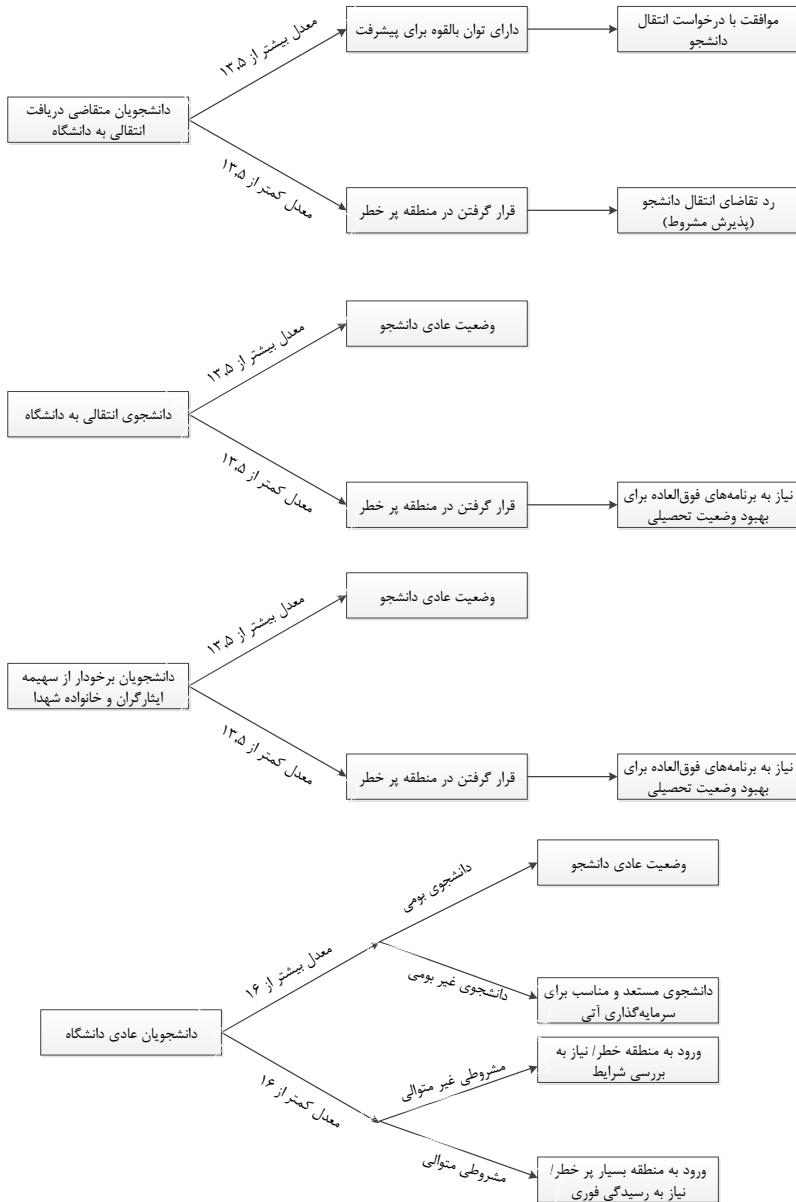 معدل بیشتر از ۱۳,۵
دارای توان بالقوه برای پیشرفت
موافقت با درخواست انتقال
دانشجو
دانشجویان متقاضی دریافت
انتقالی به دانشگاه
معدل کمتر از ۱۳,۵
قرار گرفتن در منطقه پر خطر
رد تقاضای انتقال دانشجو
(پذیرش مشروط)
معدل بیشتر از ۱۳,۵
وضعیت عادی دانشجو
دانشجوی انتقالی به دانشگاه
معدل کمتر از ۱۳,۵
قرار گرفتن در منطقه پر خطر
نیاز به برنامه‌های فوق‌العاده برای
بهبود وضعیت تحصیلی
معدل بیشتر از ۱۳,۵
وضعیت عادی دانشجو
دانشجویان برخودار از سهیمه
ایثارگران و خانواده شهدا
معدل کمتر از ۱۳,۵
قرار گرفتن در منطقه پر خطر
نیاز به برنامه‌های فوق‌العاده برای
بهبود وضعیت تحصیلی
دانشجوی بومی
وضعیت عادی دانشجو
معدل بیشتر از ۱۶
دانشجوی غیر بومی
دانشجوی مستعد و مناسب برای
سرمایه‌گذاری آتی
دانشجویان عادی دانشگاه
مشروطی غیر متوالی
ورود به منطقه خطر/ نیاز به
بررسی شرایط
معدل کمتر از ۱۶
مشروطی متوالی
ورود به منطقه بسیار پر خطر/
نیاز به رسیدگی فوری